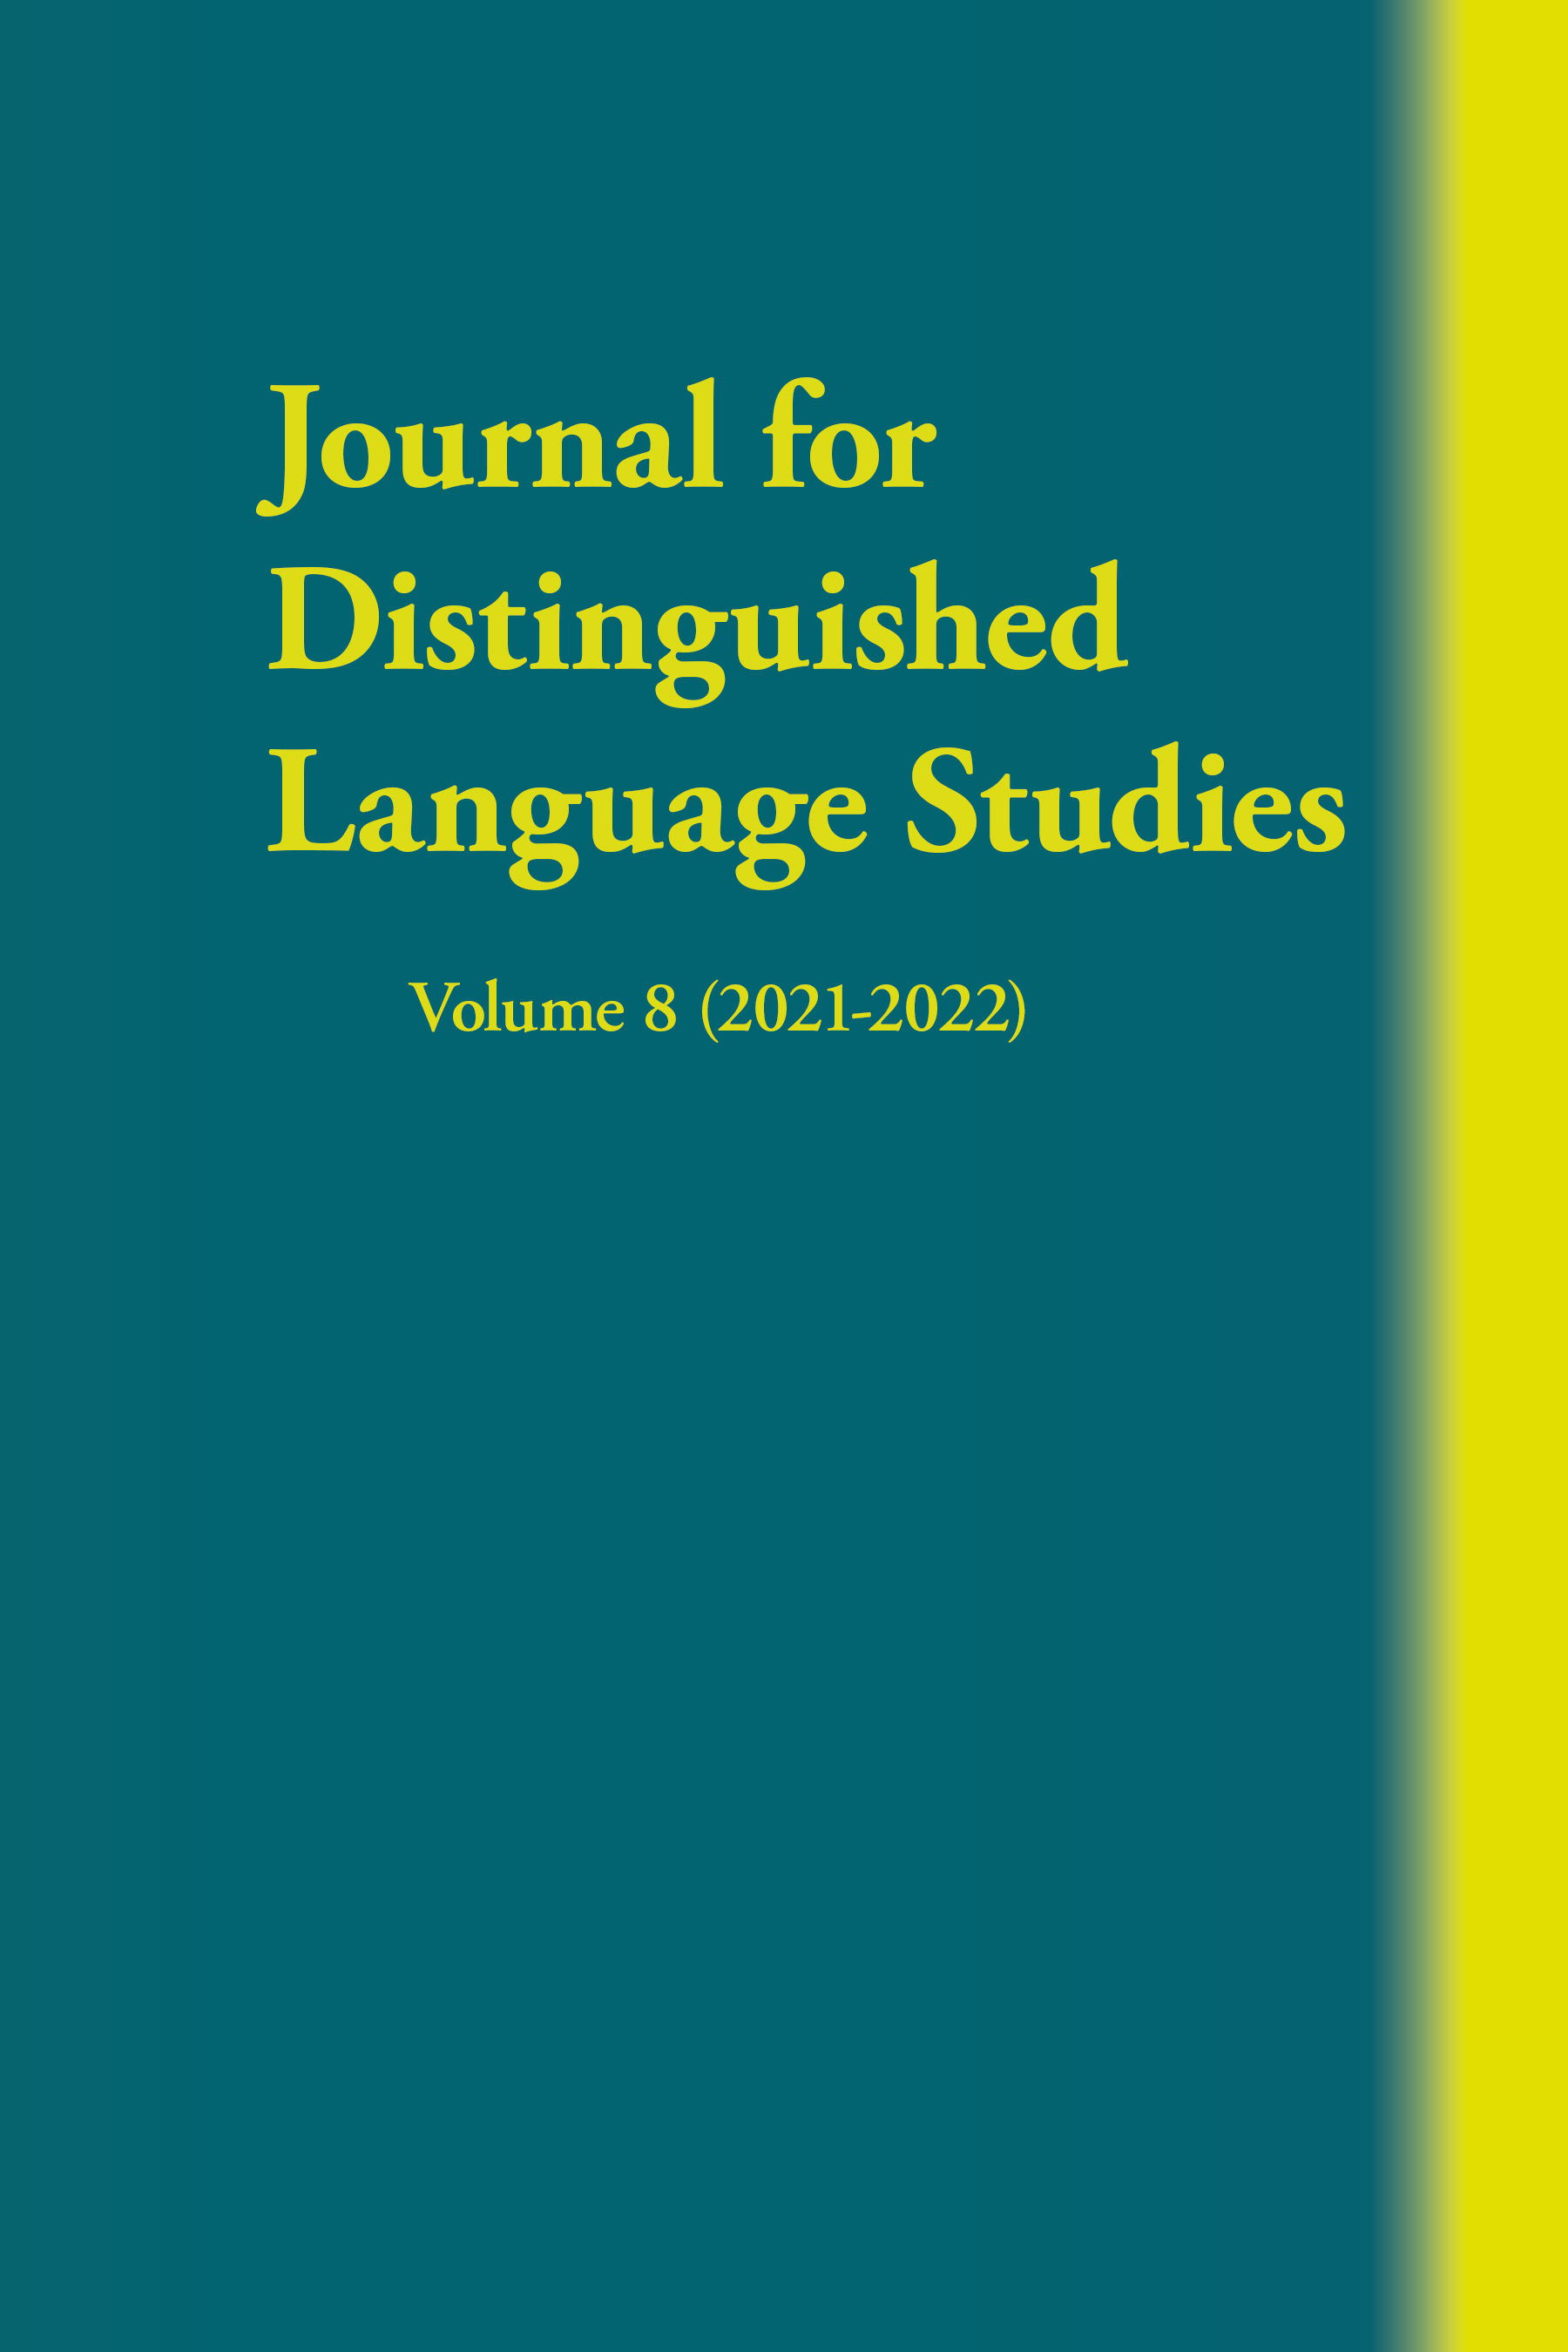 Journal for
Distinguished
Language Studies
Volume 8 (2021-2022)